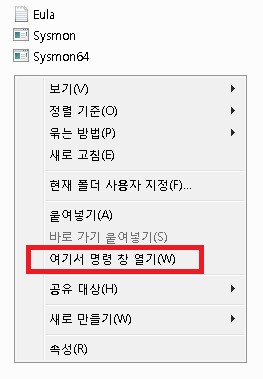 Eula
Sysmon
Sysmon64
보기(V)
정렬 기준(O)
묶는 방법(P)
새로 고침(E)
현재 폴더 사용자 지정(F)...
붙여넣기(A)
바로 가기 붙여넣기(S)
여기서 명령 창 열기(W)
공유 대상(H)
새로 만들기(W)
속성(R)